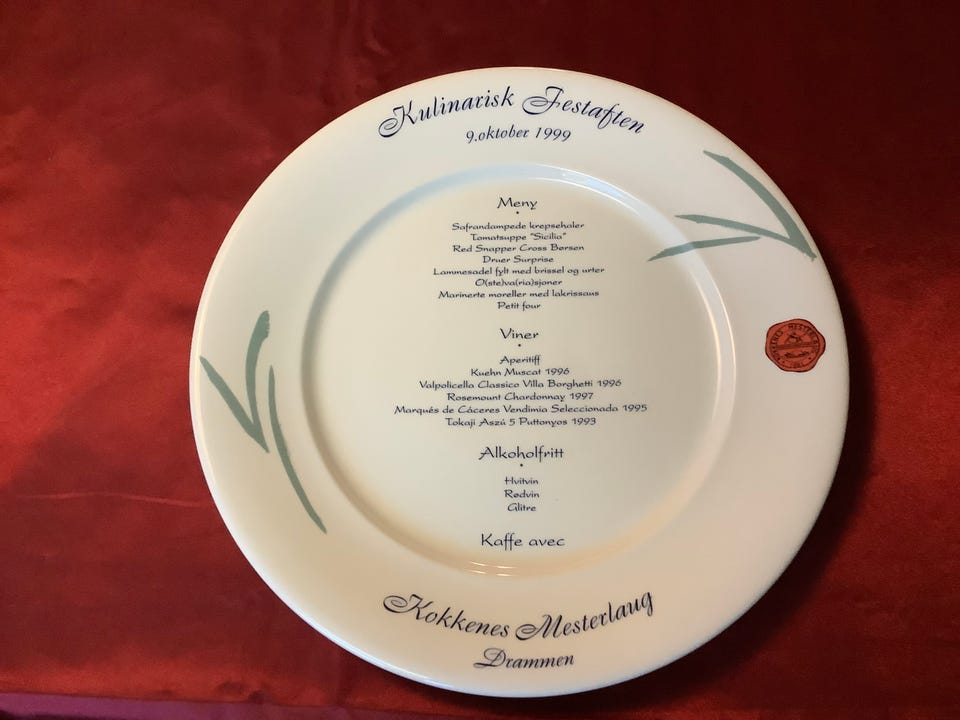 Kulinarisk Festaften
9.oktober 1999
Meny
Safrandampede krepsehaler
Tomatsuppe "Sicilia"
Red Snapper Cross Børsen
Druer Surprise
Lammesadel fylt med brissel og urter
O(ste)va(ria)sjoner
Marinerte moreller med lakrissaus
Petit four
Viner
Aperitiff
Kuehn Muscat 1996
Valpolicella Classico Villa Borghetti 1996
Rosemount Chardonnay 1997
Marqués de Cáceres Vendimia Seleccionada 1995
Tokaji Aszú 5 Puttonyos 1993
Alkoholfritt
Hvitvin
Rødvin
Glitre
Kaffe avec
Kokkenes Mesterlaug
Drammen
KOKKENES MESTERLAUG